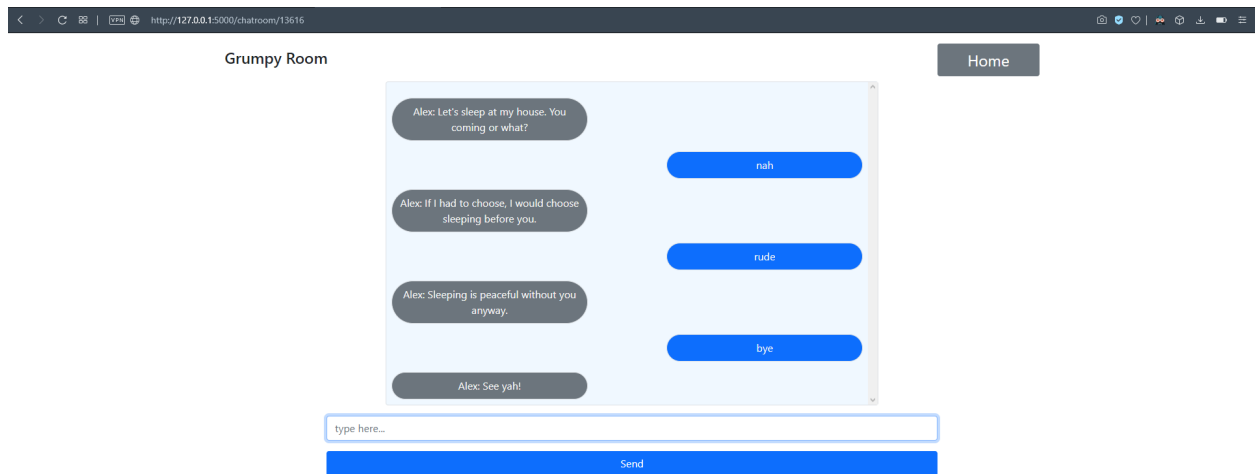 VPN http://127.0.0.1:5000/chatroom/13616
Grumpy Room
Home
Alex: Let's sleep at my house. You
coming or what?
nah
Alex: If I had to choose, I would choose
sleeping before you.
rude
Alex: Sleeping is peaceful without you
anyway.
bye
Alex: See yah!
type here...
Send